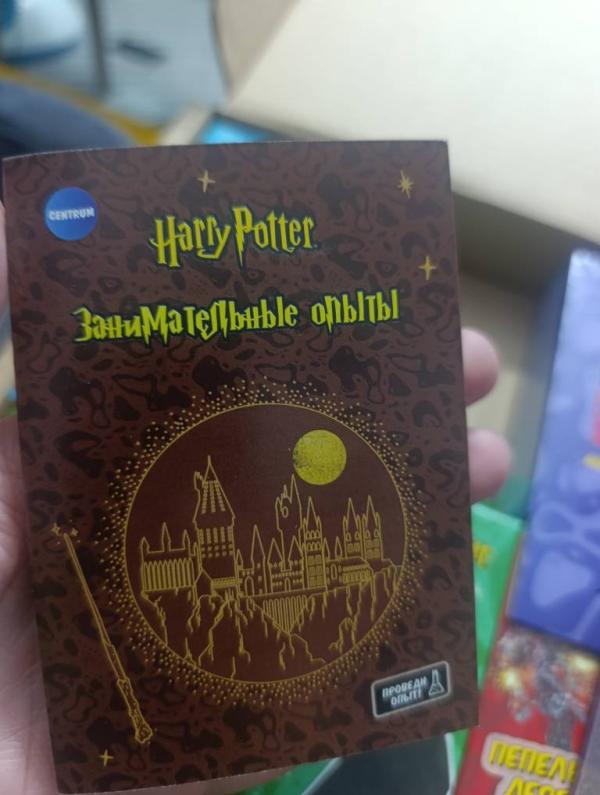 CENTRUM
Harry Potter
Занимательные опыты
ПРОВЕДИ
ОПЫТ!